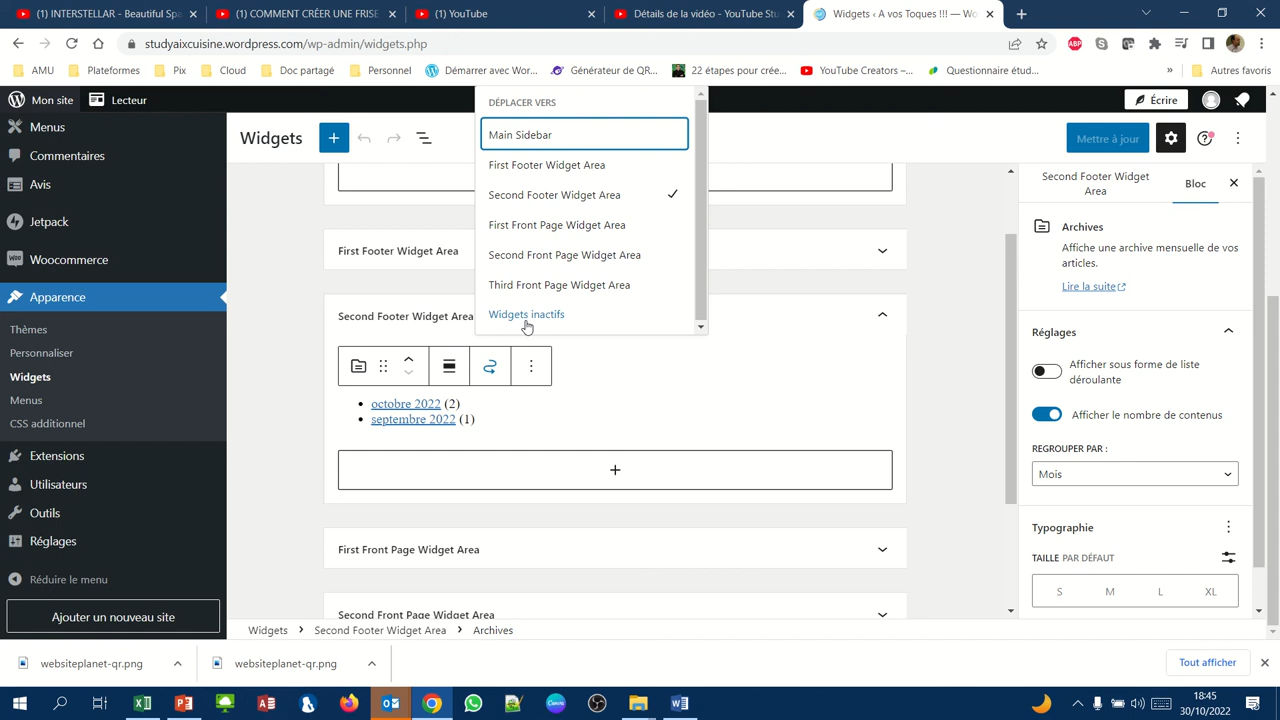 (1) INTERSTELLAR - Beautiful Spa
(1) COMMENT CRÉER UNE FRISE
(1) YouTube
Détails de la vidéo - YouTube Stu
Widgets ‹ A vos Toques !!! — Wo
studyaixcuisine.wordpress.com/wp-admin/widgets.php
ABP
AMU
Plateformes
Pix
Cloud
Doc partagé
Personnel
Démarrer avec Wor...
Générateur de QR...
22 étapes pour crée...
YouTube Creators –...
Questionnaire étud...
»
Autres favoris
Mon site
Lecteur
Écrire
Menus
Commentaires
Avis
Jetpack
Woocommerce
Apparence
Thèmes
Personnaliser
Widgets
Menus
CSS additionnel
Extensions
Utilisateurs
Outils
Réglages
Réduire le menu
Ajouter un nouveau site
Widgets
Mettre à jour
DÉPLACER VERS
Main Sidebar
First Footer Widget Area
Second Footer Widget Area
First Front Page Widget Area
Second Front Page Widget Area
Third Front Page Widget Area
Widgets inactifs
First Footer Widget Area
Second Footer Widget Area
octobre 2022 (2)
septembre 2022 (1)
First Front Page Widget Area
Second Front Page Widget Area
Widgets
Second Footer Widget Area
Archives
Second Footer Widget
Area
Bloc
Archives
Affiche une archive mensuelle de vos
articles.
Lire la suite
Réglages
Afficher sous forme de liste
déroulante
Afficher le nombre de contenus
REGROUPER PAR :
Mois
Typographie
TAILLE PAR DÉFAUT
S M L XL
websiteplanet-qr.png
websiteplanet-qr.png
Tout afficher
18:45
30/10/2022